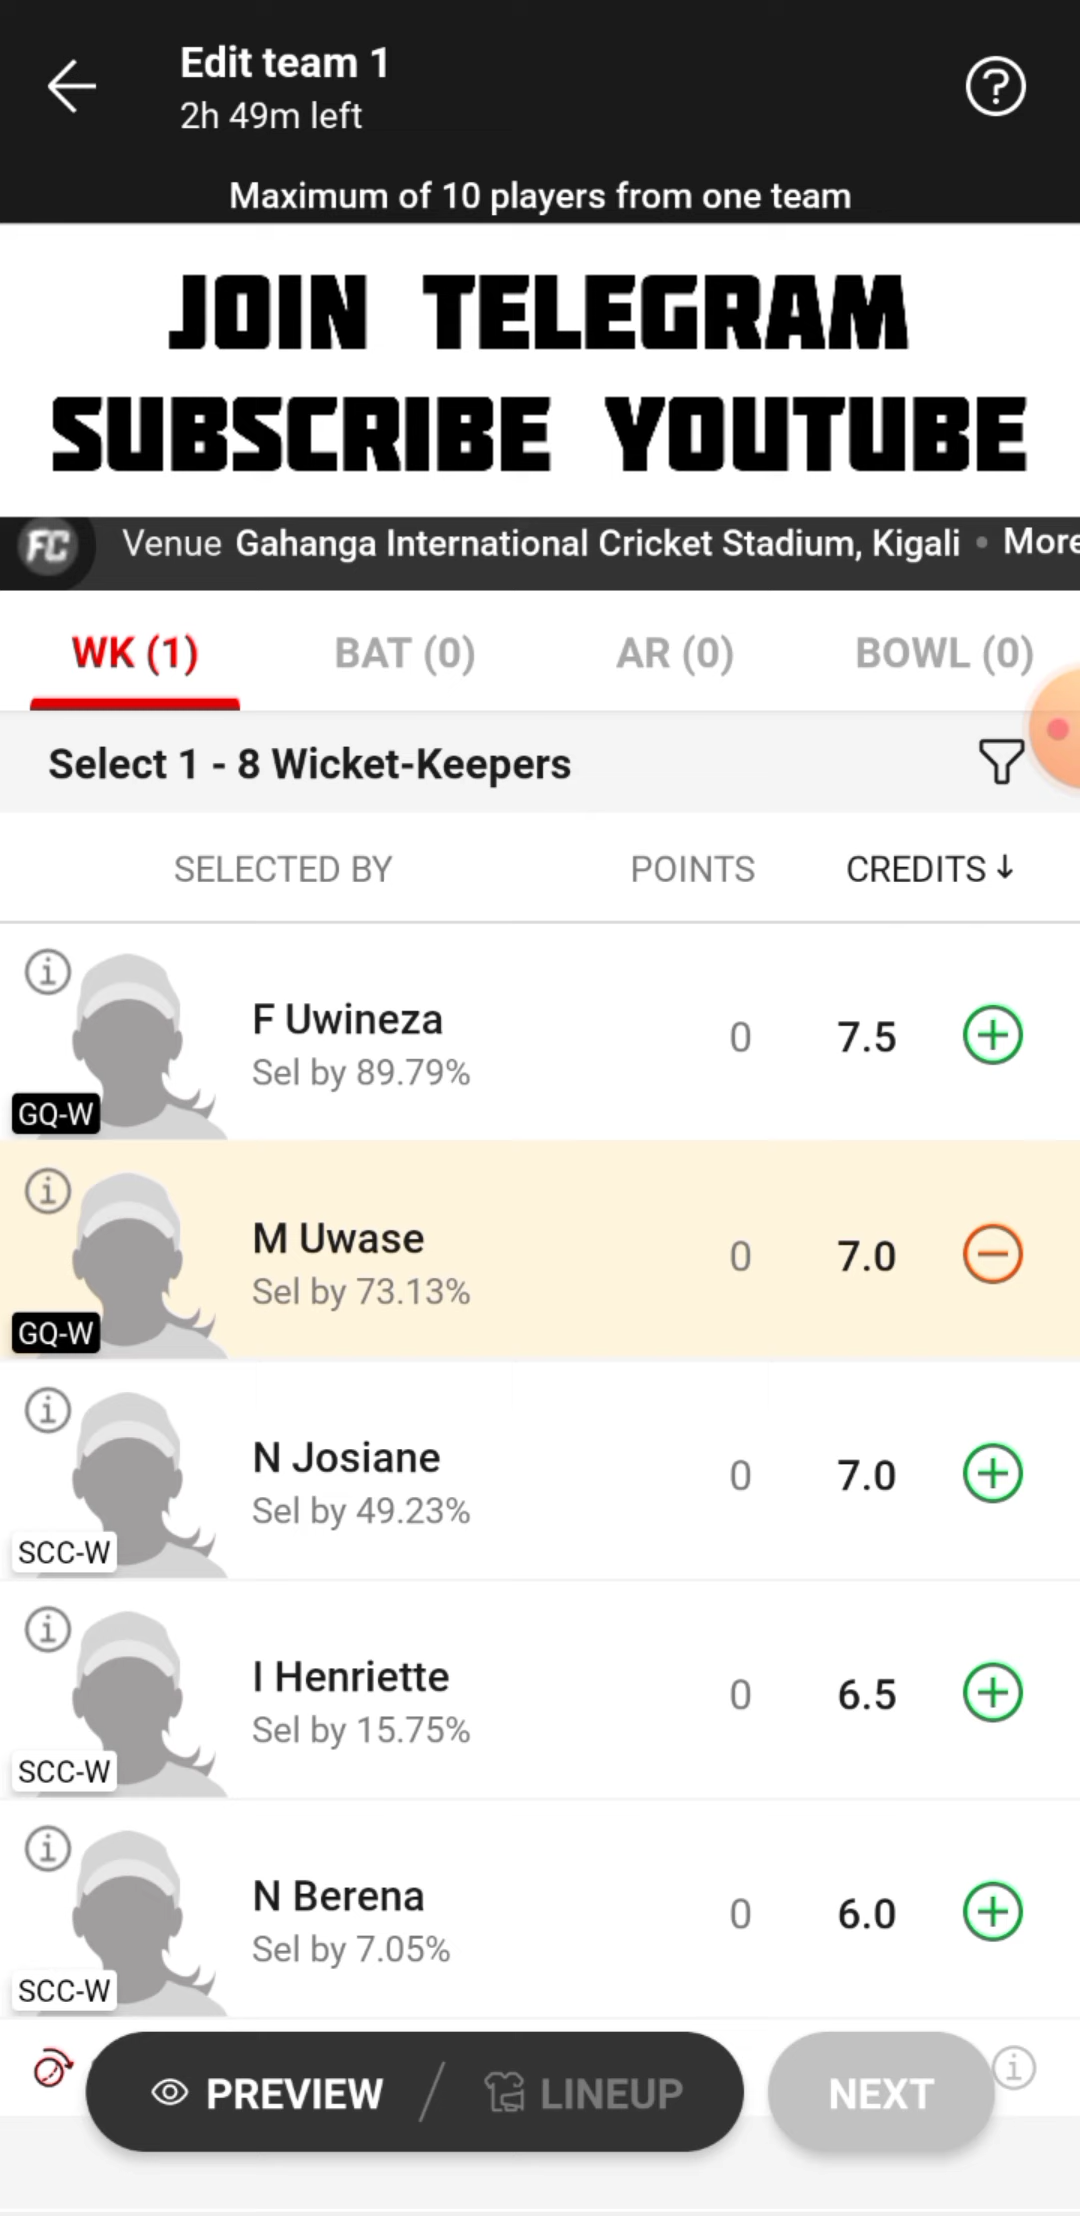 Edit team 1
2h 49m left
Maximum of 10 players from one team
JOIN TELEGRAM
SUBSCRIBE YOUTUBE
FC Venue Gahanga International Cricket Stadium, Kigali • More
WK (1) BAT (0) AR (0) BOWL (0)
Select 1 - 8 Wicket-Keepers
SELECTED BY POINTS CREDITS ↓
F Uwineza 0 7.5
Sel by 89.79%
GQ-W
M Uwase 0 7.0
Sel by 73.13%
GQ-W
N Josiane 0 7.0
Sel by 49.23%
SCC-W
I Henriette 0 6.5
Sel by 15.75%
SCC-W
N Berena 0 6.0
Sel by 7.05%
SCC-W
PREVIEW / LINEUP NEXT